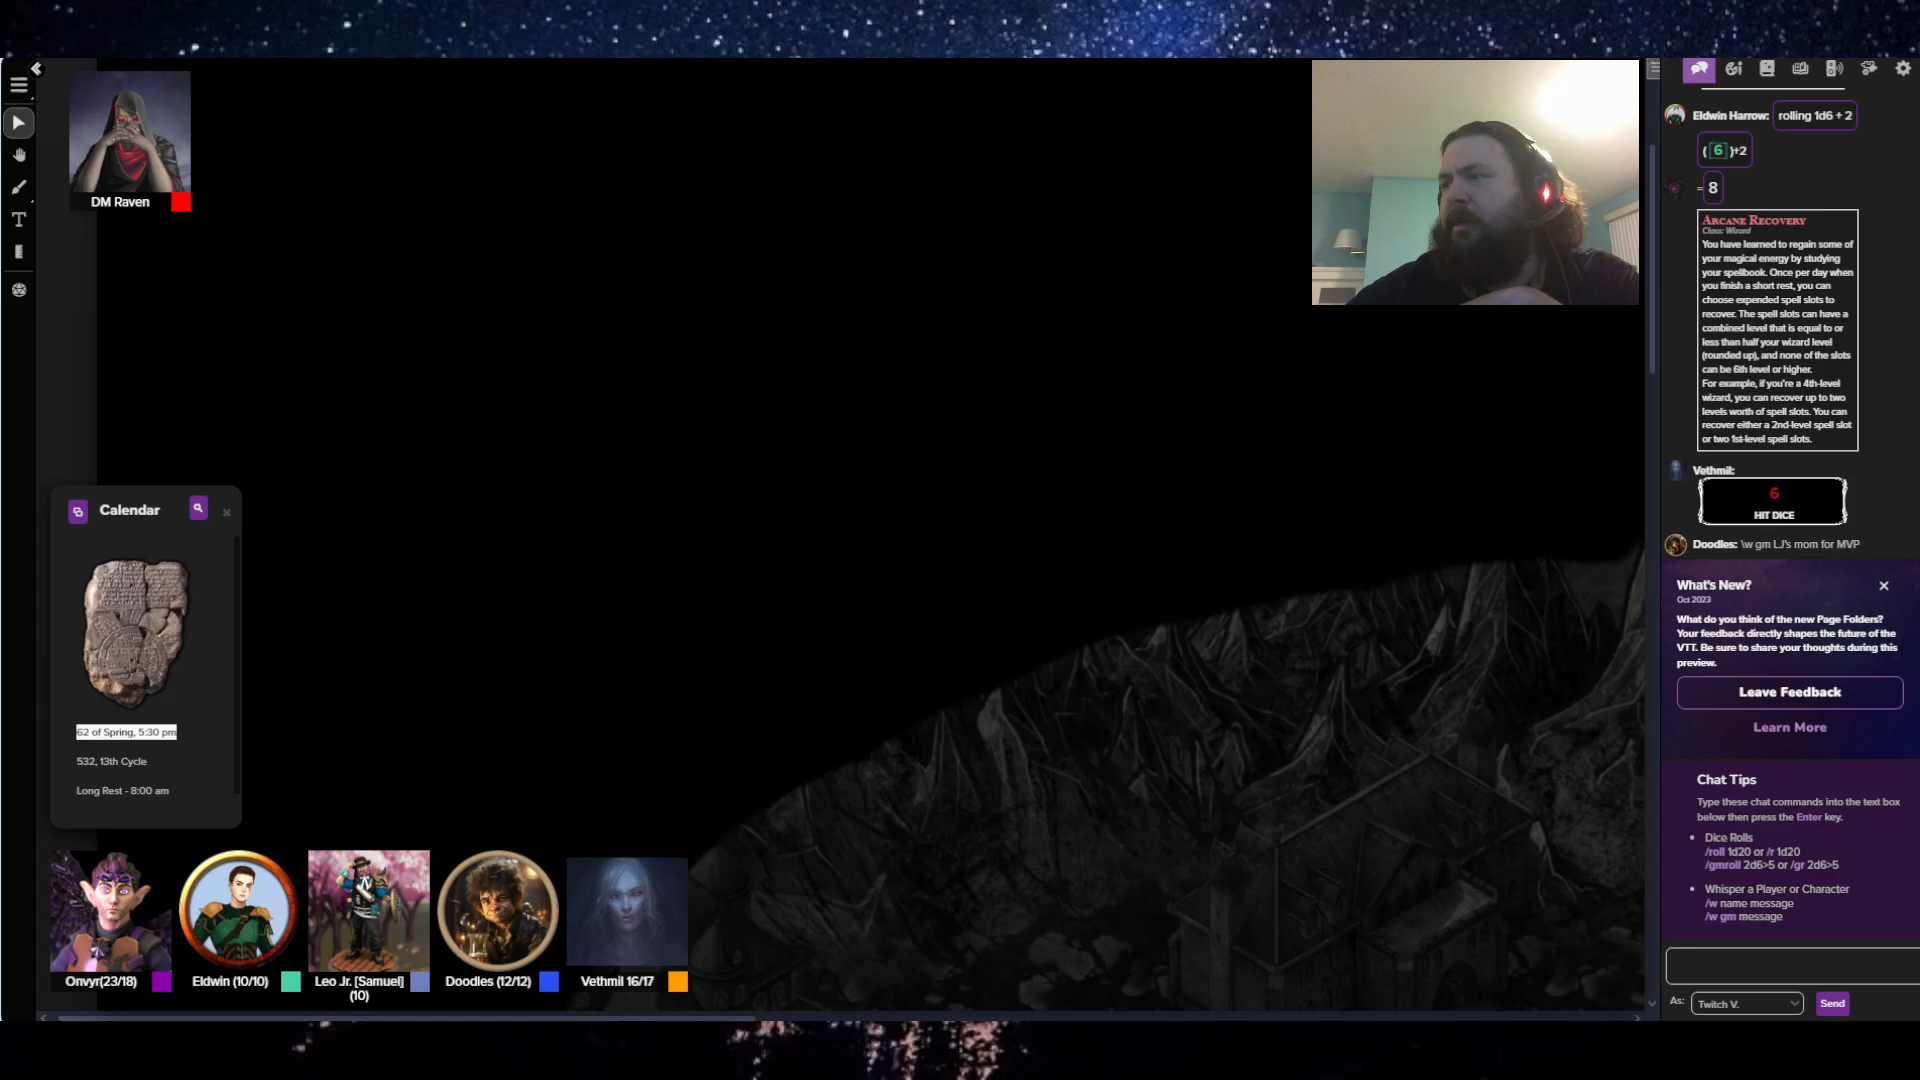 DM Raven
Calendar
62 of Spring, 5:30 pm
532, 13th Cycle
Long Rest - 8:00 am
Onvyr(23/18)
Eldwin (10/10)
Leo Jr. [Samuel]
(10)
Doodles (12/12)
Vethmil 16/17
Eldwin Harrow: rolling 1d6 + 2
(6)+2
=8
Arcane Recovery
Class: Wizard
You have learned to regain some of
your magical energy by studying
your spellbook. Once per day when
you finish a short rest, you can
choose expended spell slots to
recover. The spell slots can have a
combined level that is equal to or
less than half your wizard level
(rounded up), and none of the slots
can be 6th level or higher.
For example, if you're a 4th-level
wizard, you can recover up to two
levels worth of spell slots. You can
recover either a 2nd-level spell slot
or two 1st-level spell slots.
Vethmil:
6
HIT DICE
Doodles: \w gm LJ's mom for MVP
What's New?
Oct 2023
What do you think of the new Page Folders?
Your feedback directly shapes the future of the
VTT. Be sure to share your thoughts during this
preview.
Leave Feedback
Learn More
Chat Tips
Type these chat commands into the text box
below then press the Enter key.
Dice Rolls
/roll 1d20 or /r 1d20
/gmroll 2d6>5 or /gr 2d6>5
Whisper a Player or Character
/w name message
/w gm message
As: Twitch V. Send